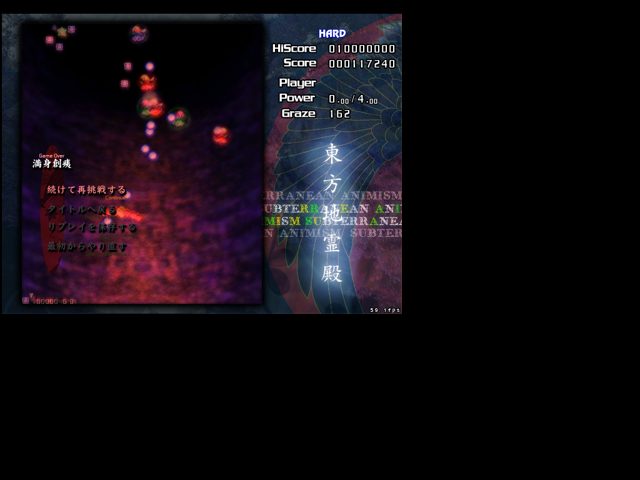 HARD
HiScore 010000000
Score 000117240
Player
Power 0.00/4.00
Graze 162
Game Over
満身創痍
続けて再挑戦する
Continue
タイトルへ戻る
リプレイを保存する
最初からやり直す
東方地霊殿
SUBTERRANEAN ANIMISM